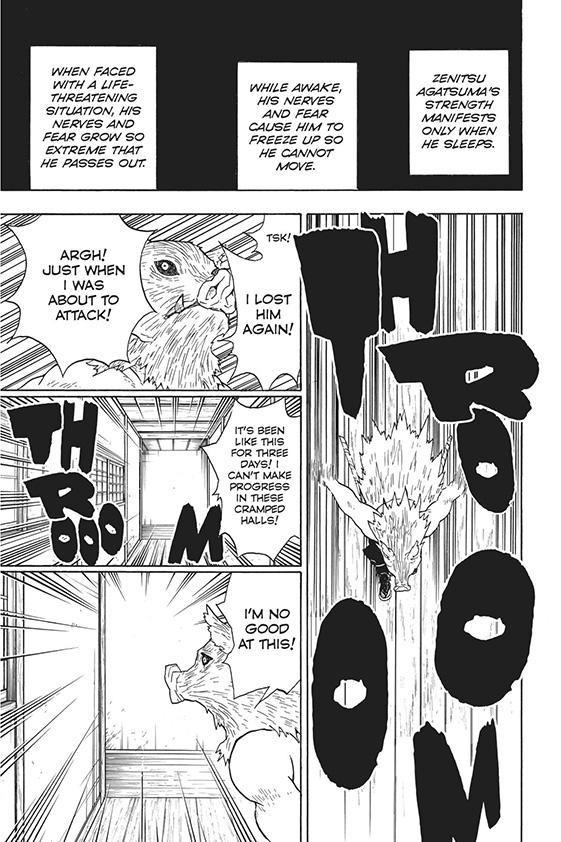 ZENITSU
AGATSUMA'S
STRENGTH
MANIFESTS
ONLY WHEN
HE SLEEPS.
WHILE AWAKE,
HIS NERVES
AND FEAR
CAUSE HIM TO
FREEZE UP SO
HE CANNOT
MOVE.
WHEN FACED
WITH A LIFE-
THREATENING
SITUATION, HIS
NERVES AND
FEAR GROW SO
EXTREME THAT
HE PASSES OUT.
THROOOM
TSK!
I LOST
HIM
AGAIN!
ARGH!
JUST WHEN
I WAS
ABOUT TO
ATTACK!
IT'S BEEN
LIKE THIS
FOR THREE
DAYS! I
CAN'T MAKE
PROGRESS
IN THESE
CRAMPED
HALLS!
TH
R
OOO
M
I'M NO
GOOD
AT THIS!